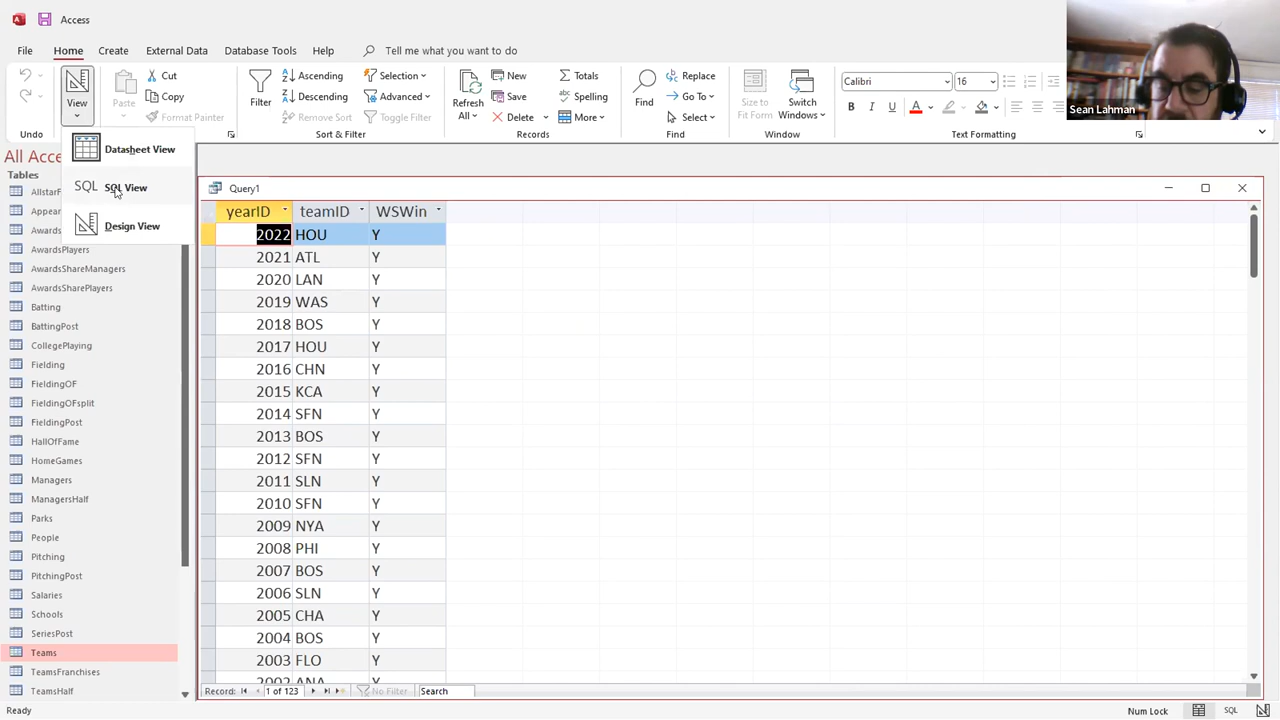 Access
File Home Create External Data Database Tools Help Tell me what you want to do
Cut
Copy
Format Painter
View
Paste
Undo
Filter
Ascending
Descending
Selection
Advanced
Sort & Filter
Refresh
All
New
Save
Delete
Totals
Spelling
More
Records
Find
Replace
Go To
Select
Find
Size to
Fit Form
Switch
Windows
Window
Calibri 16
B I U A
Text Formatting
Sean Lahman
Datasheet View
SQL SQL View
Design View
All Acce
Tables
AllstarF
Appear
Awards
AwardsPlayers
AwardsShareManagers
AwardsSharePlayers
Batting
BattingPost
CollegePlaying
Fielding
FieldingOF
FieldingOFsplit
FieldingPost
HallOfFame
HomeGames
Managers
ManagersHalf
Parks
People
Pitching
PitchingPost
Salaries
Schools
SeriesPost
Teams
TeamsFranchises
TeamsHalf
Query1
yearID teamID WSWin
2022 HOU Y
2021 ATL Y
2020 LAN Y
2019 WAS Y
2018 BOS Y
2017 HOU Y
2016 CHN Y
2015 KCA Y
2014 SFN Y
2013 BOS Y
2012 SFN Y
2011 SLN Y
2010 SFN Y
2009 NYA Y
2008 PHI Y
2007 BOS Y
2006 SLN Y
2005 CHA Y
2004 BOS Y
2003 FLO Y
2002 ANA Y
Record: 1 of 123 No Filter Search
Ready Num Lock SQL